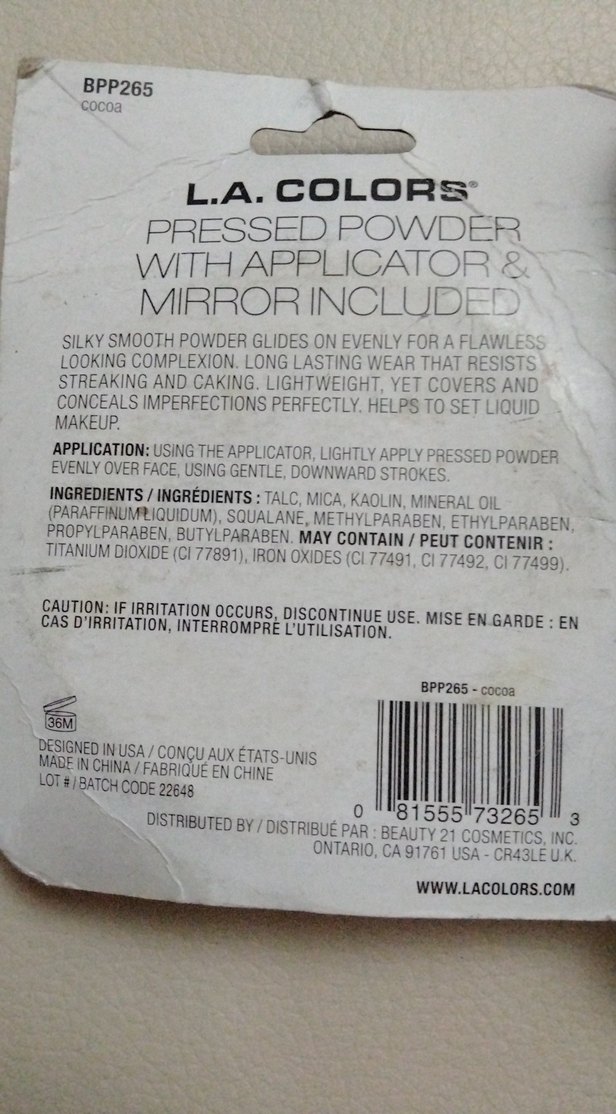 BPP265
cocoa
L.A. COLORS®
PRESSED POWDER
WITH APPLICATOR &
MIRROR INCLUDED
SILKY SMOOTH POWDER GLIDES ON EVENLY FOR A FLAWLESS
LOOKING COMPLEXION. LONG LASTING WEAR THAT RESISTS
STREAKING AND CAKING. LIGHTWEIGHT, YET COVERS AND
CONCEALS IMPERFECTIONS PERFECTLY. HELPS TO SET LIQUID
MAKEUP.
APPLICATION: USING THE APPLICATOR, LIGHTLY APPLY PRESSED POWDER
EVENLY OVER FACE, USING GENTLE, DOWNWARD STROKES.
INGREDIENTS / INGRÉDIENTS : TALC, MICA, KAOLIN, MINERAL OIL
(PARAFFINUM LIQUIDUM), SQUALANE, METHYLPARABEN, ETHYLPARABEN,
PROPYLPARABEN, BUTYLPARABEN. MAY CONTAIN / PEUT CONTENIR :
TITANIUM DIOXIDE (CI 77891), IRON OXIDES (CI 77491, CI 77492, CI 77499).
CAUTION: IF IRRITATION OCCURS, DISCONTINUE USE. MISE EN GARDE : EN
CAS D'IRRITATION, INTERROMPRE L'UTILISATION.
BPP265 - cocoa
36M
DESIGNED IN USA / CONÇU AUX ÉTATS-UNIS
MADE IN CHINA / FABRIQUÉ EN CHINE
LOT # / BATCH CODE 22648
0 81555 73265 3
DISTRIBUTED BY / DISTRIBUÉ PAR : BEAUTY 21 COSMETICS, INC.
ONTARIO, CA 91761 USA - CR43LE U.K.
WWW.LACOLORS.COM